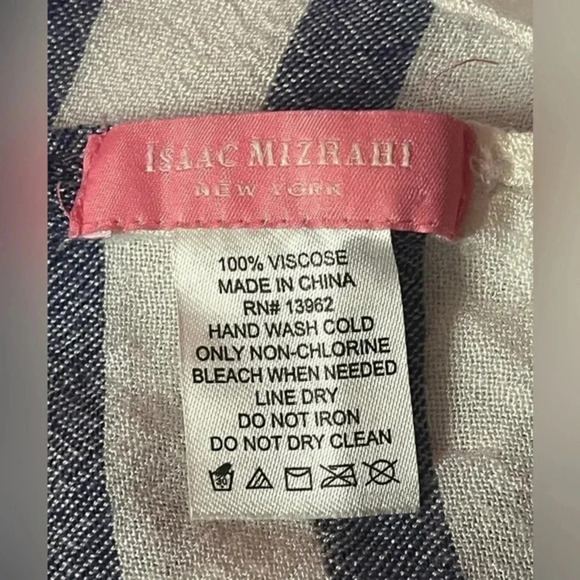 ISAAC MIZRAHI
NEW YORK
100% VISCOSE
MADE IN CHINA
RN# 13962
HAND WASH COLD
ONLY NON-CHLORINE
BLEACH WHEN NEEDED
LINE DRY
DO NOT IRON
DO NOT DRY CLEAN
30